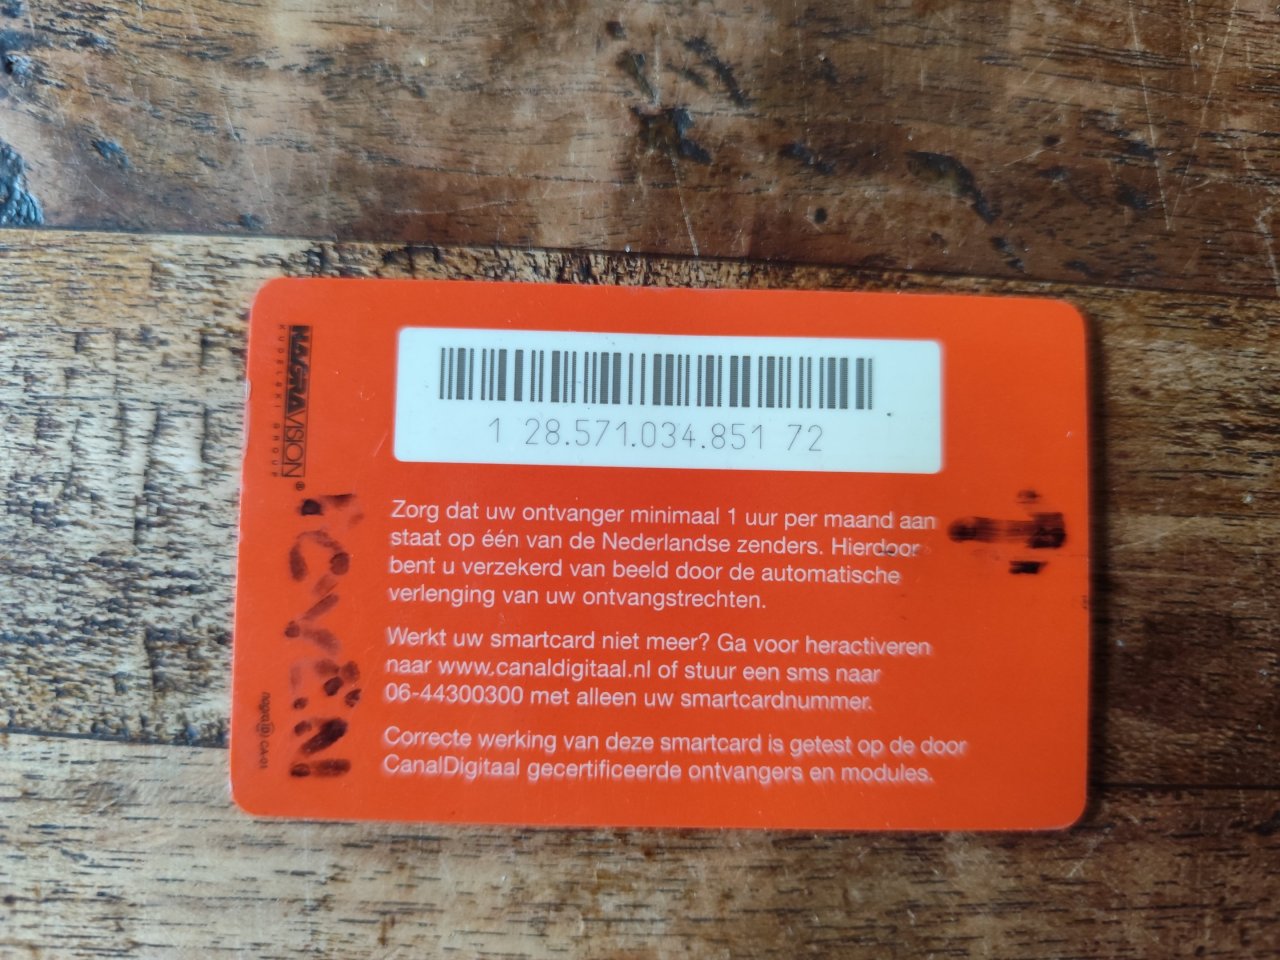 1 28.571.034.851 72
Zorg dat uw ontvanger minimaal 1 uur per maand aan
staat op één van de Nederlandse zenders. Hierdoor
bent u verzekerd van beeld door de automatische
verlenging van uw ontvangstrechten.
Werkt uw smartcard niet meer? Ga voor heractiveren
naar www.canaldigitaal.nl of stuur een sms naar
06-44300300 met alleen uw smartcardnummer.
Correcte werking van deze smartcard is getest op de door
CanalDigitaal gecertificeerde ontvangers en modules.
NAGRAVISION®
KUDELSKI GROUP